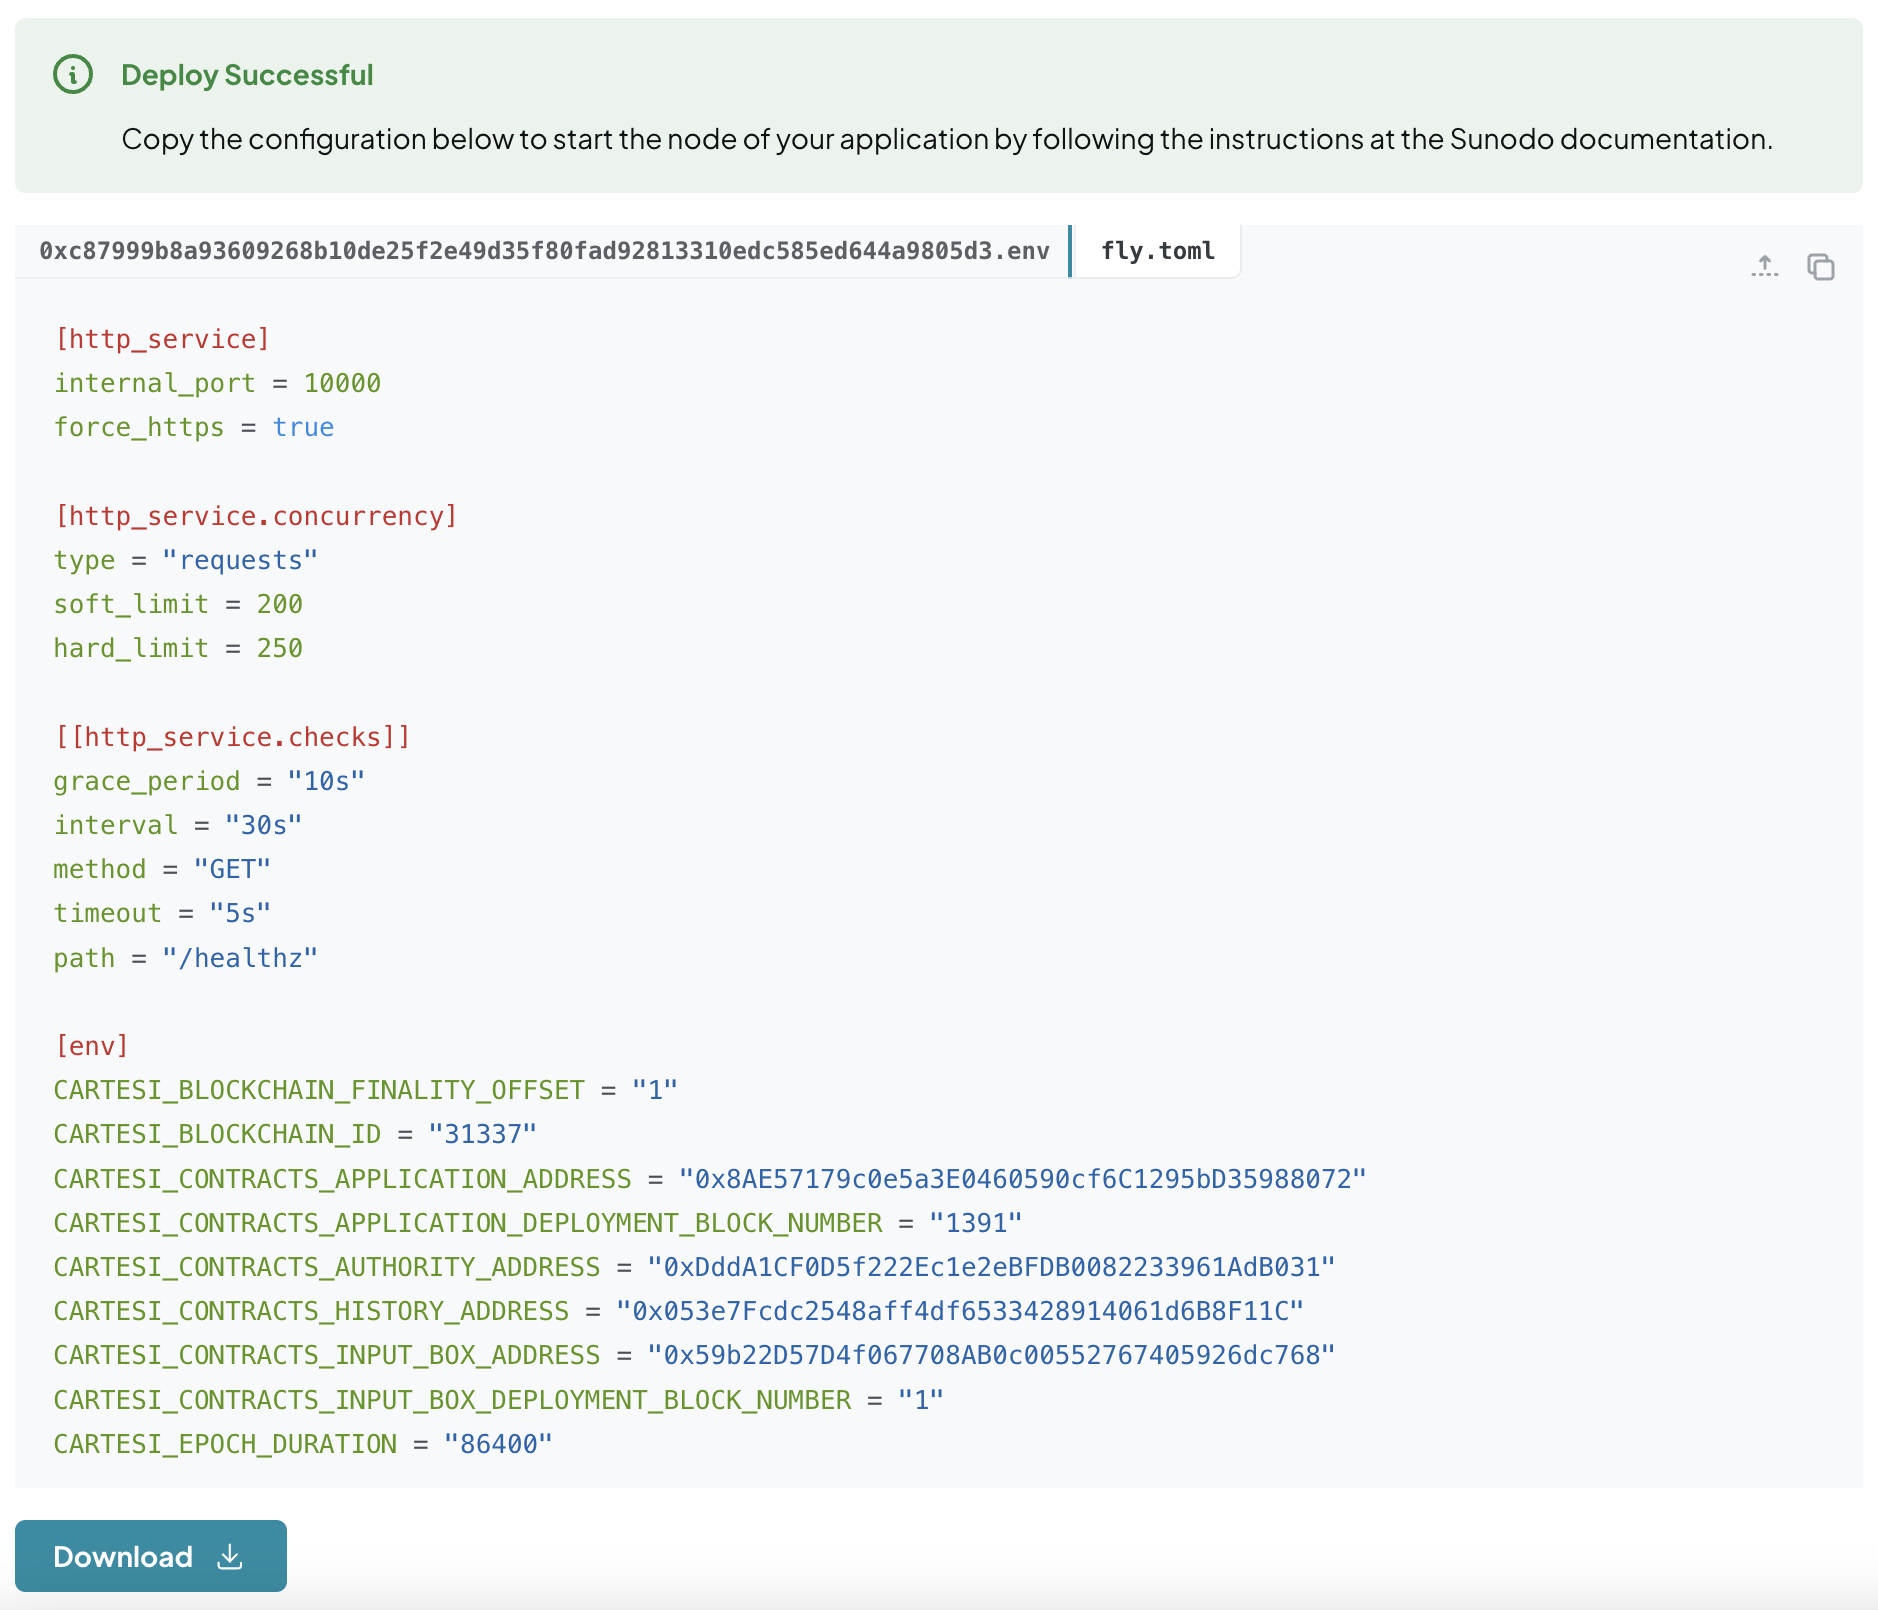 Deploy Successful
Copy the configuration below to start the node of your application by following the instructions at the Sunodo documentation.
0xc87999b8a93609268b10de25f2e49d35f80fad92813310edc585ed644a9805d3.env
fly.toml
[http_service]
internal_port = 10000
force_https = true
[http_service.concurrency]
type = "requests"
soft_limit = 200
hard_limit = 250
[[http_service.checks]]
grace_period = "10s"
interval = "30s"
method = "GET"
timeout = "5s"
path = "/healthz"
[env]
CARTESI_BLOCKCHAIN_FINALITY_OFFSET = "1"
CARTESI_BLOCKCHAIN_ID = "31337"
CARTESI_CONTRACTS_APPLICATION_ADDRESS = "0x8AE57179c0e5a3E0460590cf6C1295bD35988072"
CARTESI_CONTRACTS_APPLICATION_DEPLOYMENT_BLOCK_NUMBER = "1391"
CARTESI_CONTRACTS_AUTHORITY_ADDRESS = "0xDddA1CF0D5f222Ec1e2eBFDB0082233961AdB031"
CARTESI_CONTRACTS_HISTORY_ADDRESS = "0x053e7Fcdc2548aff4df6533428914061d6B8F11C"
CARTESI_CONTRACTS_INPUT_BOX_ADDRESS = "0x59b22D57D4f067708AB0c00552767405926dc768"
CARTESI_CONTRACTS_INPUT_BOX_DEPLOYMENT_BLOCK_NUMBER = "1"
CARTESI_EPOCH_DURATION = "86400"
Download